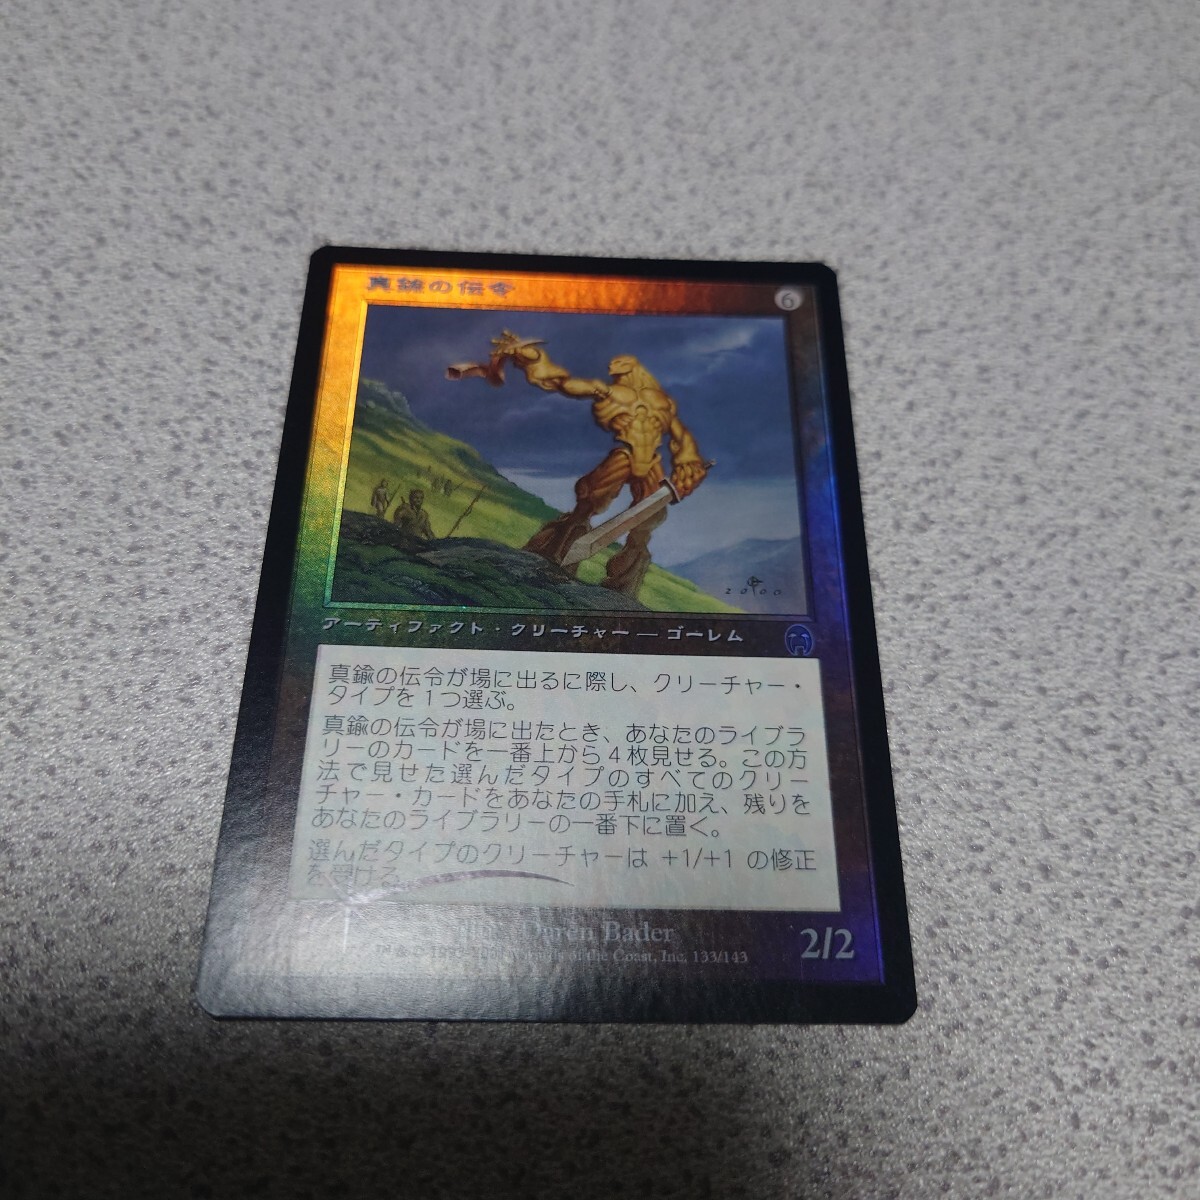 真鍮の伝令
6
2000
アーティファクト・クリーチャー — ゴーレム
真鍮の伝令が場に出るに際し、クリーチャー・
タイプを1つ選ぶ。
真鍮の伝令が場に出たとき、あなたのライブラ
リーのカードを一番上から4枚見せる。この方
法で見せた選んだタイプのすべてのクリー
チャー・カードをあなたの手札に加え、残りを
あなたのライブラリーの一番下に置く。
選んだタイプのクリーチャーは +1/+1 の修正
を受ける。
Daren Bader
of the Coast, Inc. 133/143
2/2